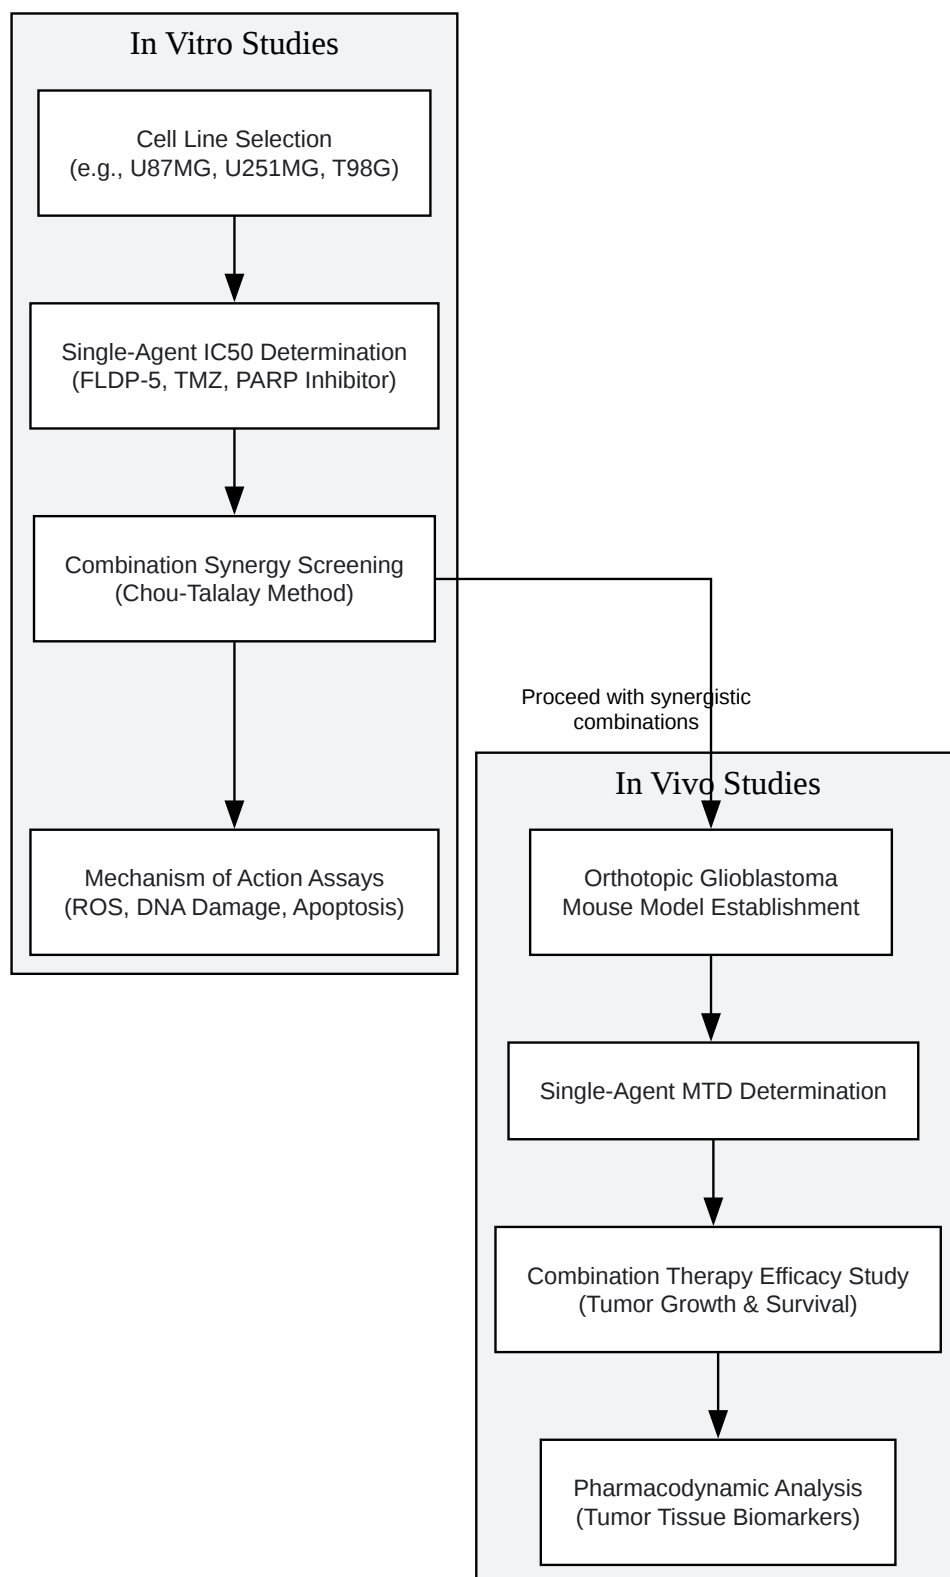 In Vitro Studies
Cell Line Selection
(e.g., U87MG, U251MG, T98G)
Single-Agent IC50 Determination
(FLDP-5, TMZ, PARP Inhibitor)
Combination Synergy Screening
(Chou-Talalay Method)
Mechanism of Action Assays
(ROS, DNA Damage, Apoptosis)
Proceed with synergistic
combinations
In Vivo Studies
Orthotopic Glioblastoma
Mouse Model Establishment
Single-Agent MTD Determination
Combination Therapy Efficacy Study
(Tumor Growth & Survival)
Pharmacodynamic Analysis
(Tumor Tissue Biomarkers)